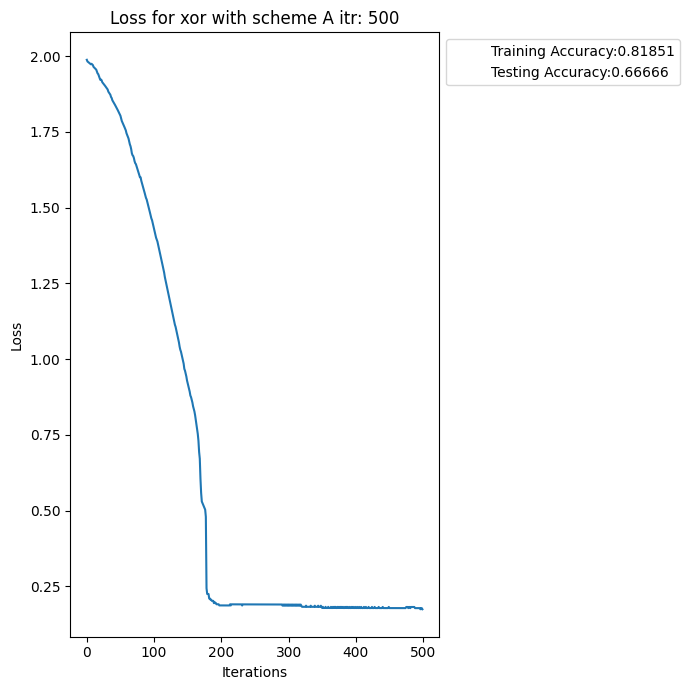 Loss for xor with scheme A itr: 500
Training Accuracy:0.81851
Testing Accuracy:0.66666
2.00
1.75
1.50
1.25
1.00
0.75
0.50
0.25
Loss
0
100
200
300
400
500
Iterations